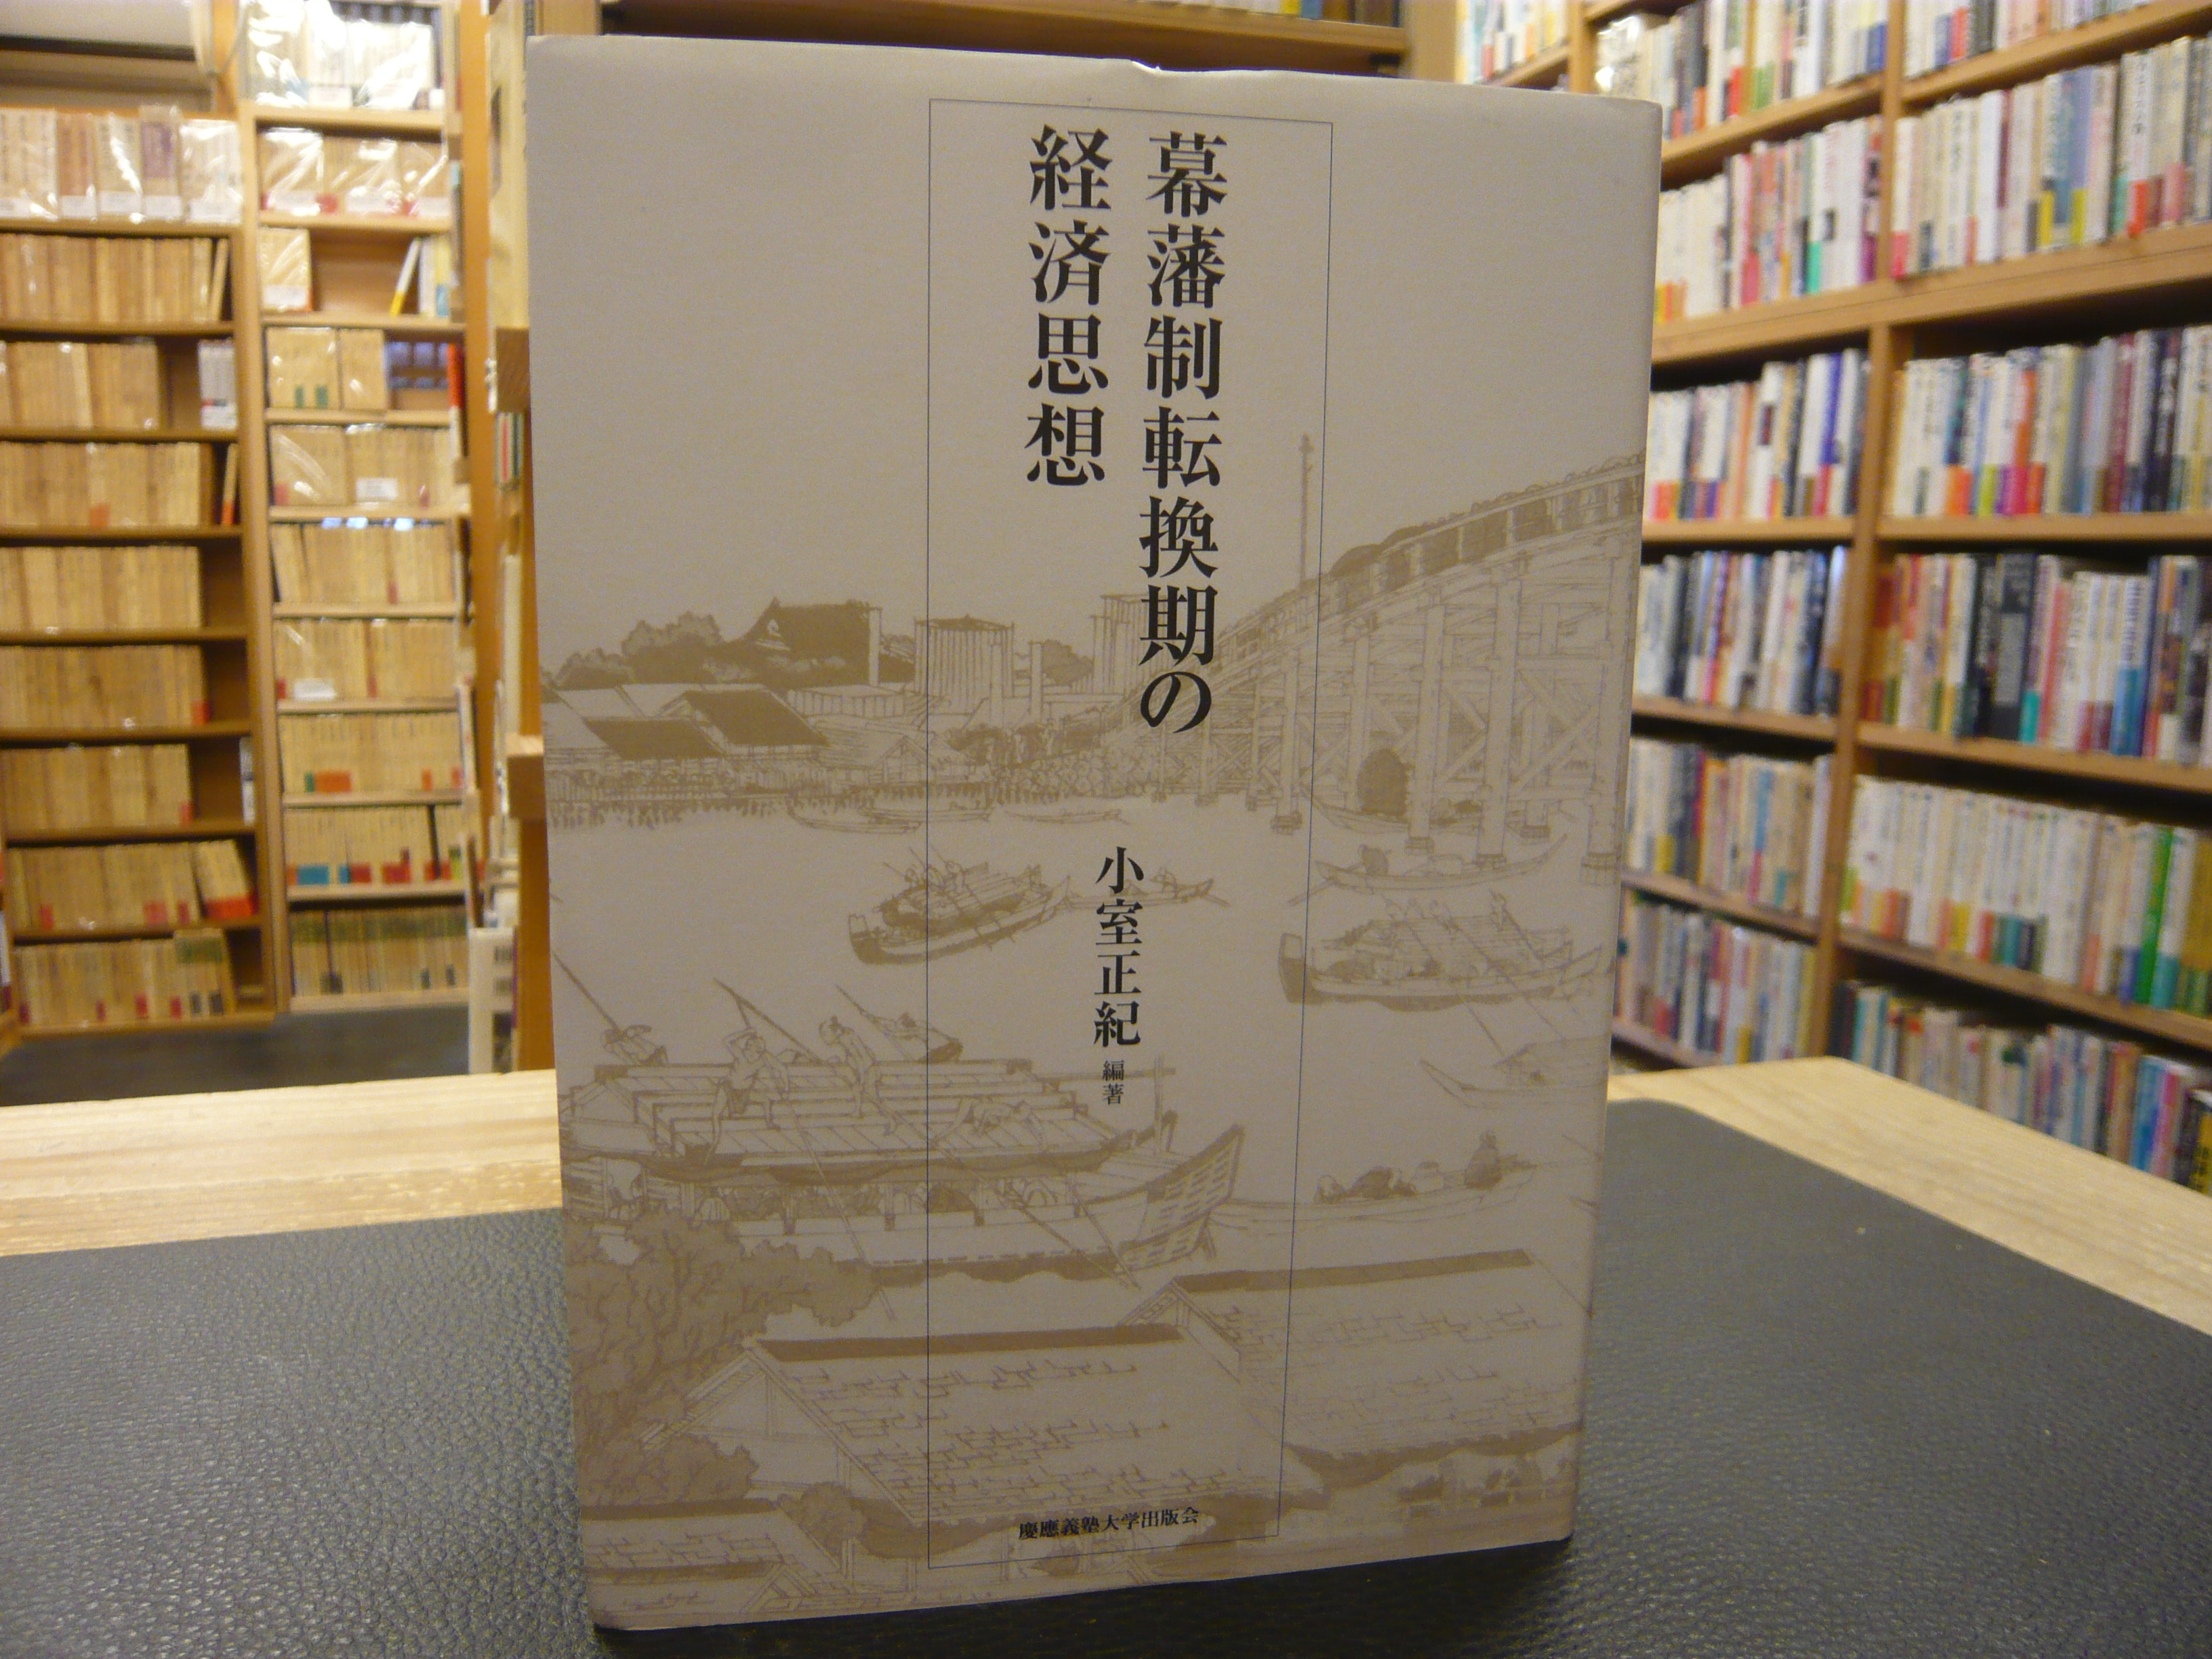 幕藩制転換期の
経済思想
小室正紀 編著
慶應義塾大学出版会